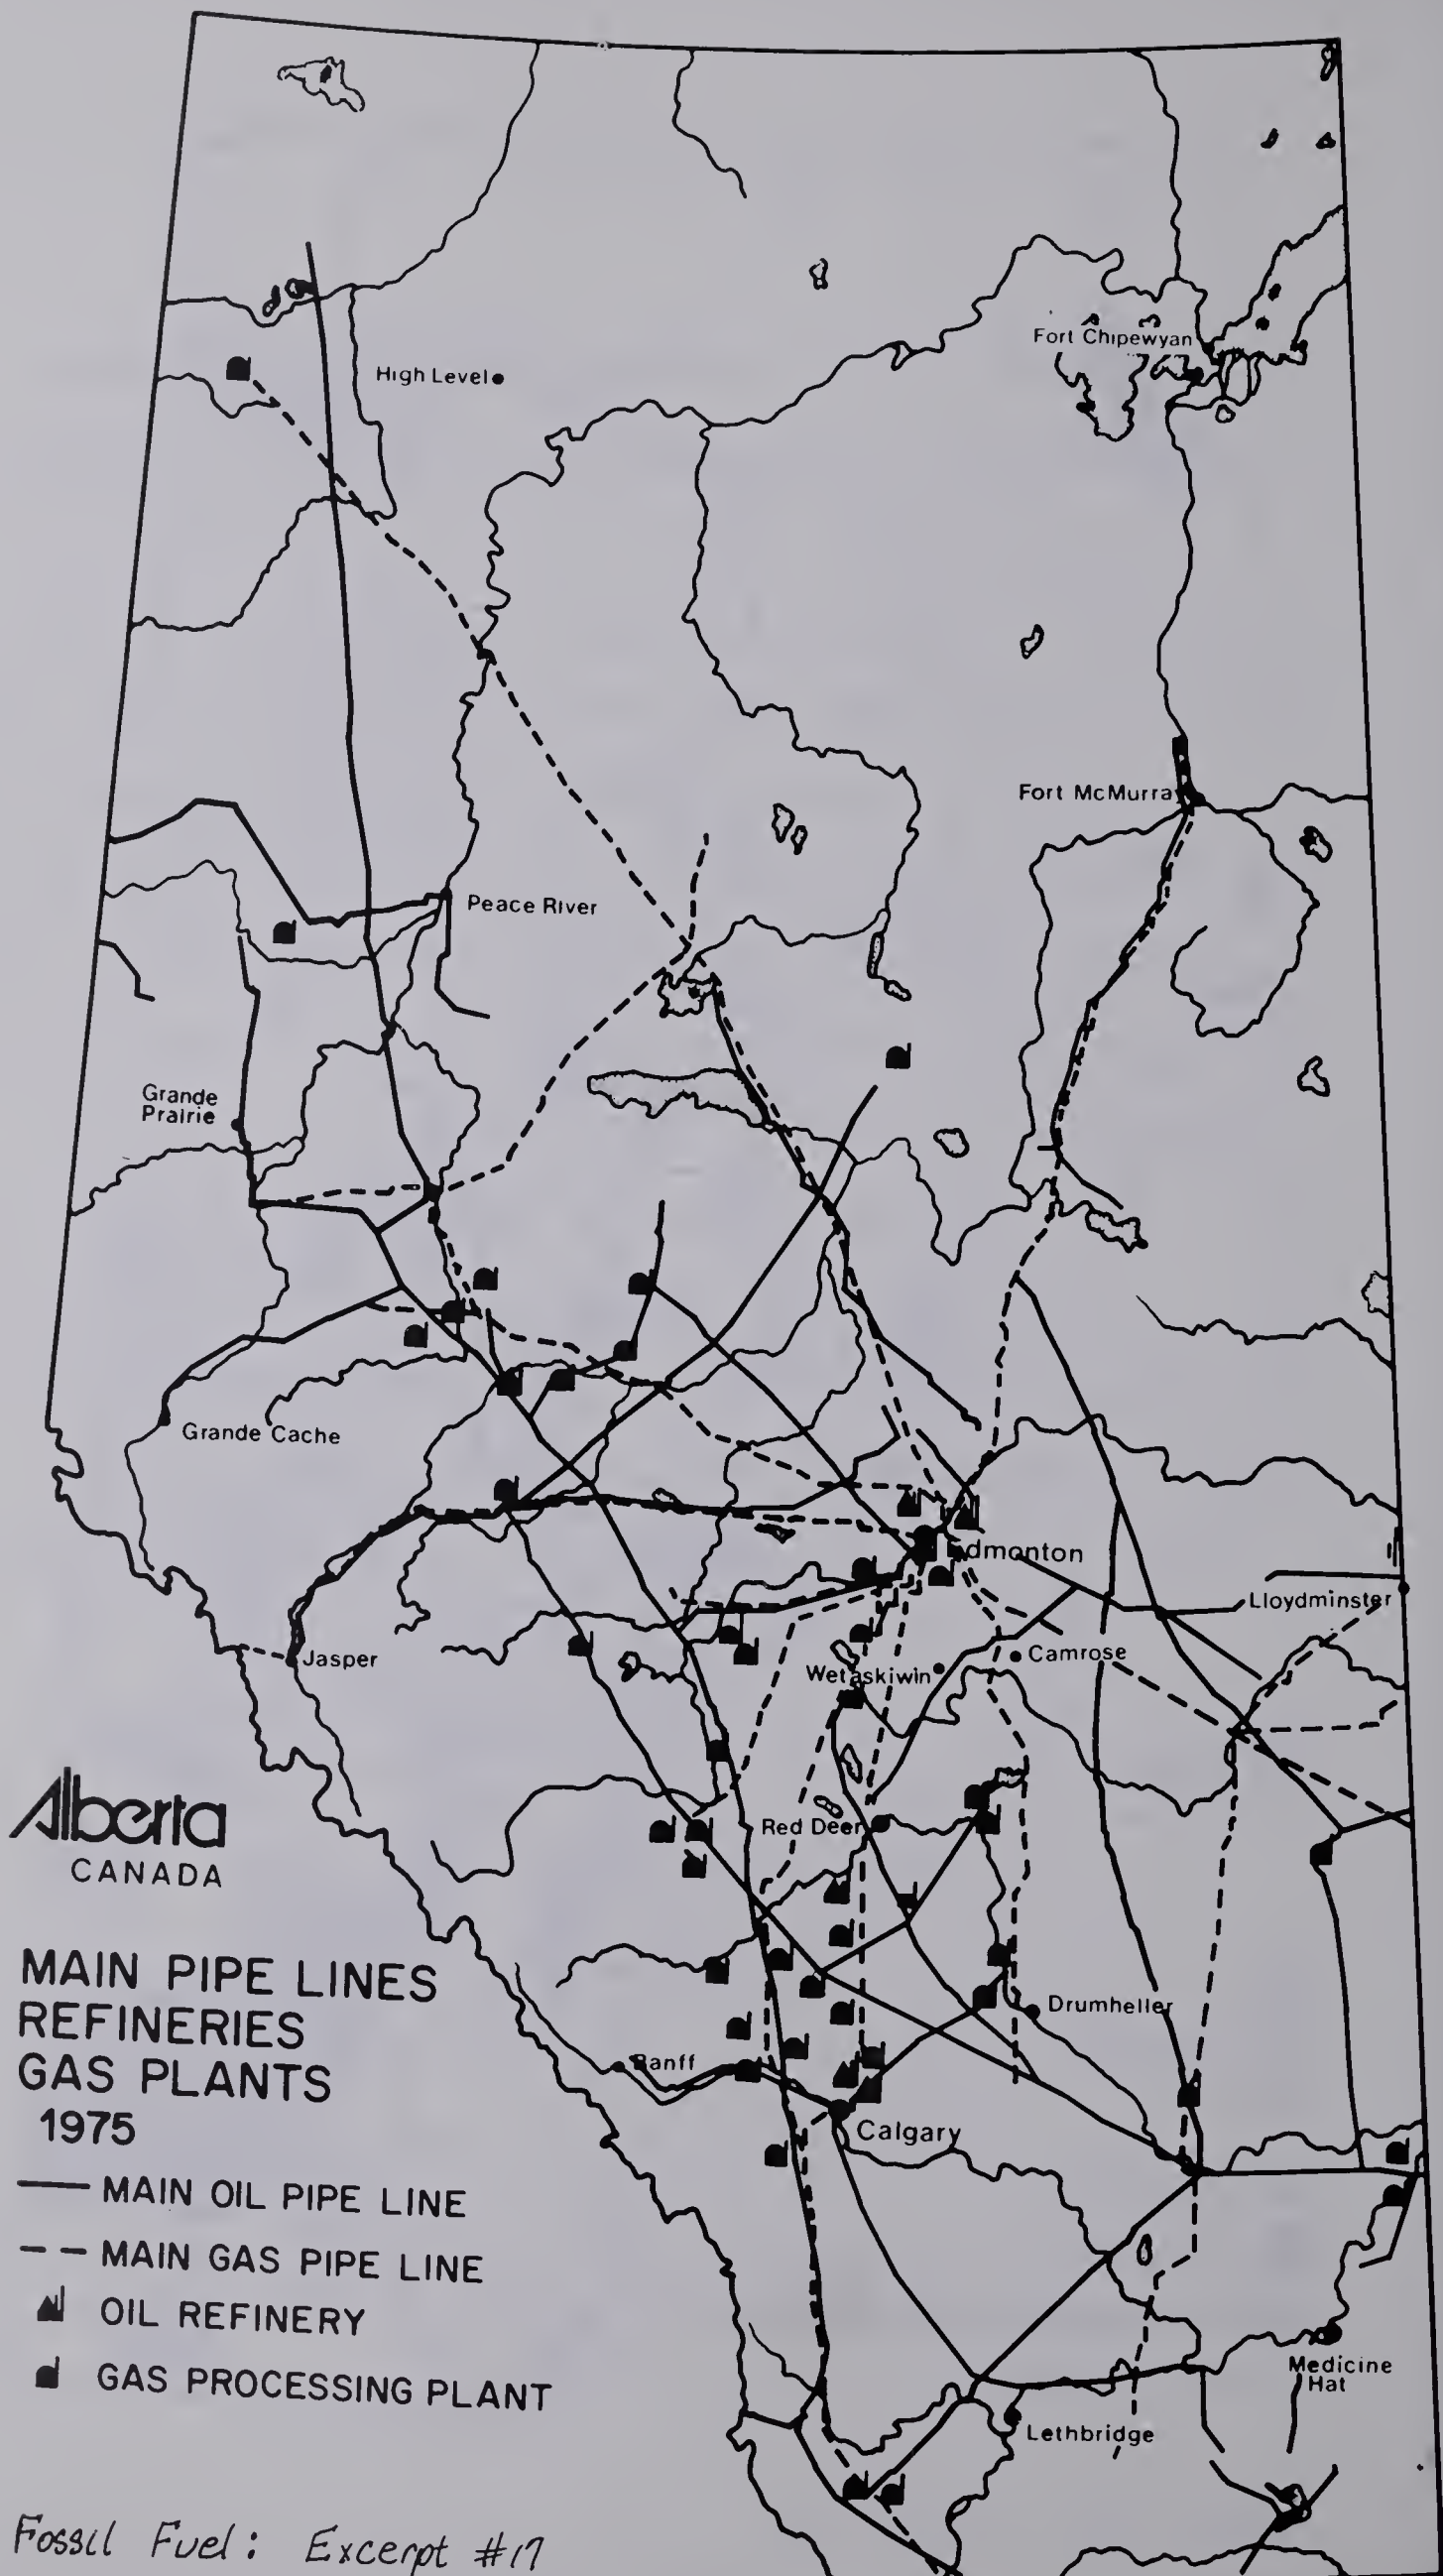 High Level
Fort Chipewyan
Fort McMurray
Peace River
Grande
Prairie
Grande Cache
Edmonton
Lloydminster
Jasper
Camrose
Wetaskiwin
Red Deer
Drumheller
Banff
Calgary
Medicine
Hat
Lethbridge
Alberta
CANADA
MAIN PIPE LINES
REFINERIES
GAS PLANTS
1975
MAIN OIL PIPE LINE
MAIN GAS PIPE LINE
OIL REFINERY
GAS PROCESSING PLANT
Fossil Fuel: Excerpt #17